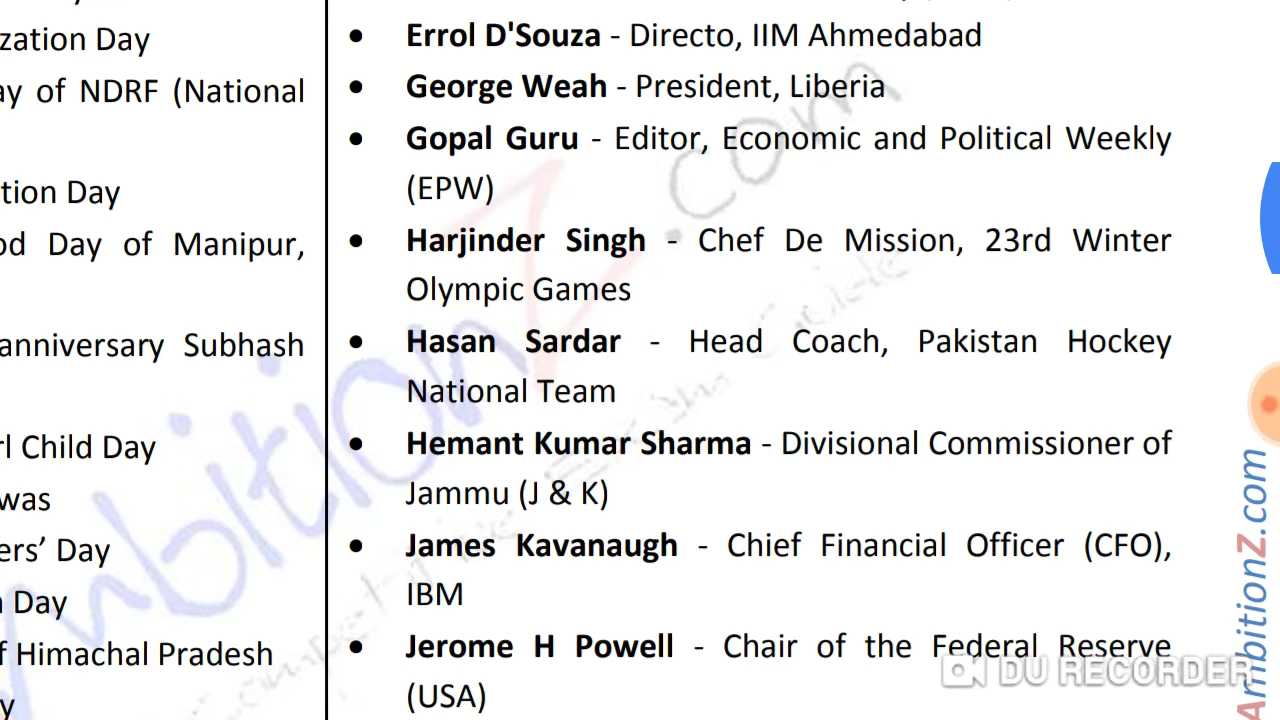 zation Day
ay of NDRF (National
tion Day
od Day of Manipur,
anniversary Subhash
rl Child Day
was
ers’ Day
n Day
f Himachal Pradesh
y
• Errol D'Souza - Directo, IIM Ahmedabad
• George Weah - President, Liberia
• Gopal Guru - Editor, Economic and Political Weekly
(EPW)
• Harjinder Singh - Chef De Mission, 23rd Winter
Olympic Games
• Hasan Sardar - Head Coach, Pakistan Hockey
National Team
• Hemant Kumar Sharma - Divisional Commissioner of
Jammu (J & K)
• James Kavanaugh - Chief Financial Officer (CFO),
IBM
• Jerome H Powell - Chair of the Federal Reserve
(USA)
AmbitionZ.com
DU RECORDER
mbitionZ.com